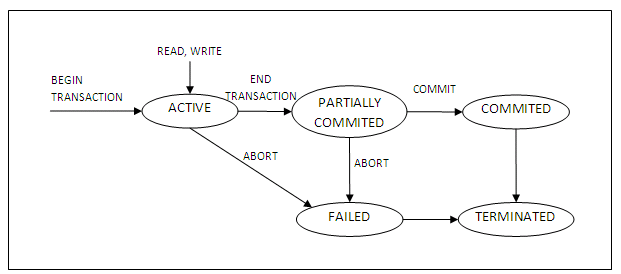 READ, WRITE
BEGIN
TRANSACTION
END
TRANSACTION
ACTIVE
PARTIALLY
COMMITED
COMMIT
COMMITED
ABORT
ABORT
FAILED
TERMINATED